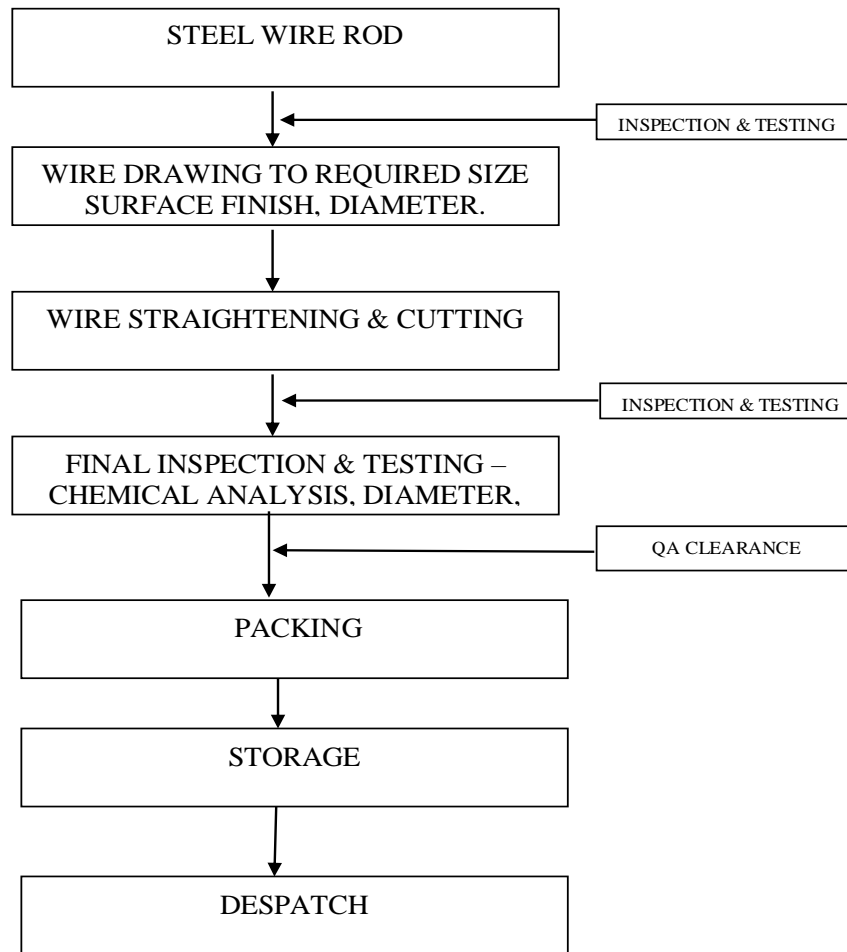 STEEL WIRE ROD
INSPECTION & TESTING
WIRE DRAWING TO REQUIRED SIZE
SURFACE FINISH, DIAMETER.
WIRE STRAIGHTENING & CUTTING
INSPECTION & TESTING
FINAL INSPECTION & TESTING –
CHEMICAL ANALYSIS, DIAMETER,
QA CLEARANCE
PACKING
STORAGE
DESPATCH